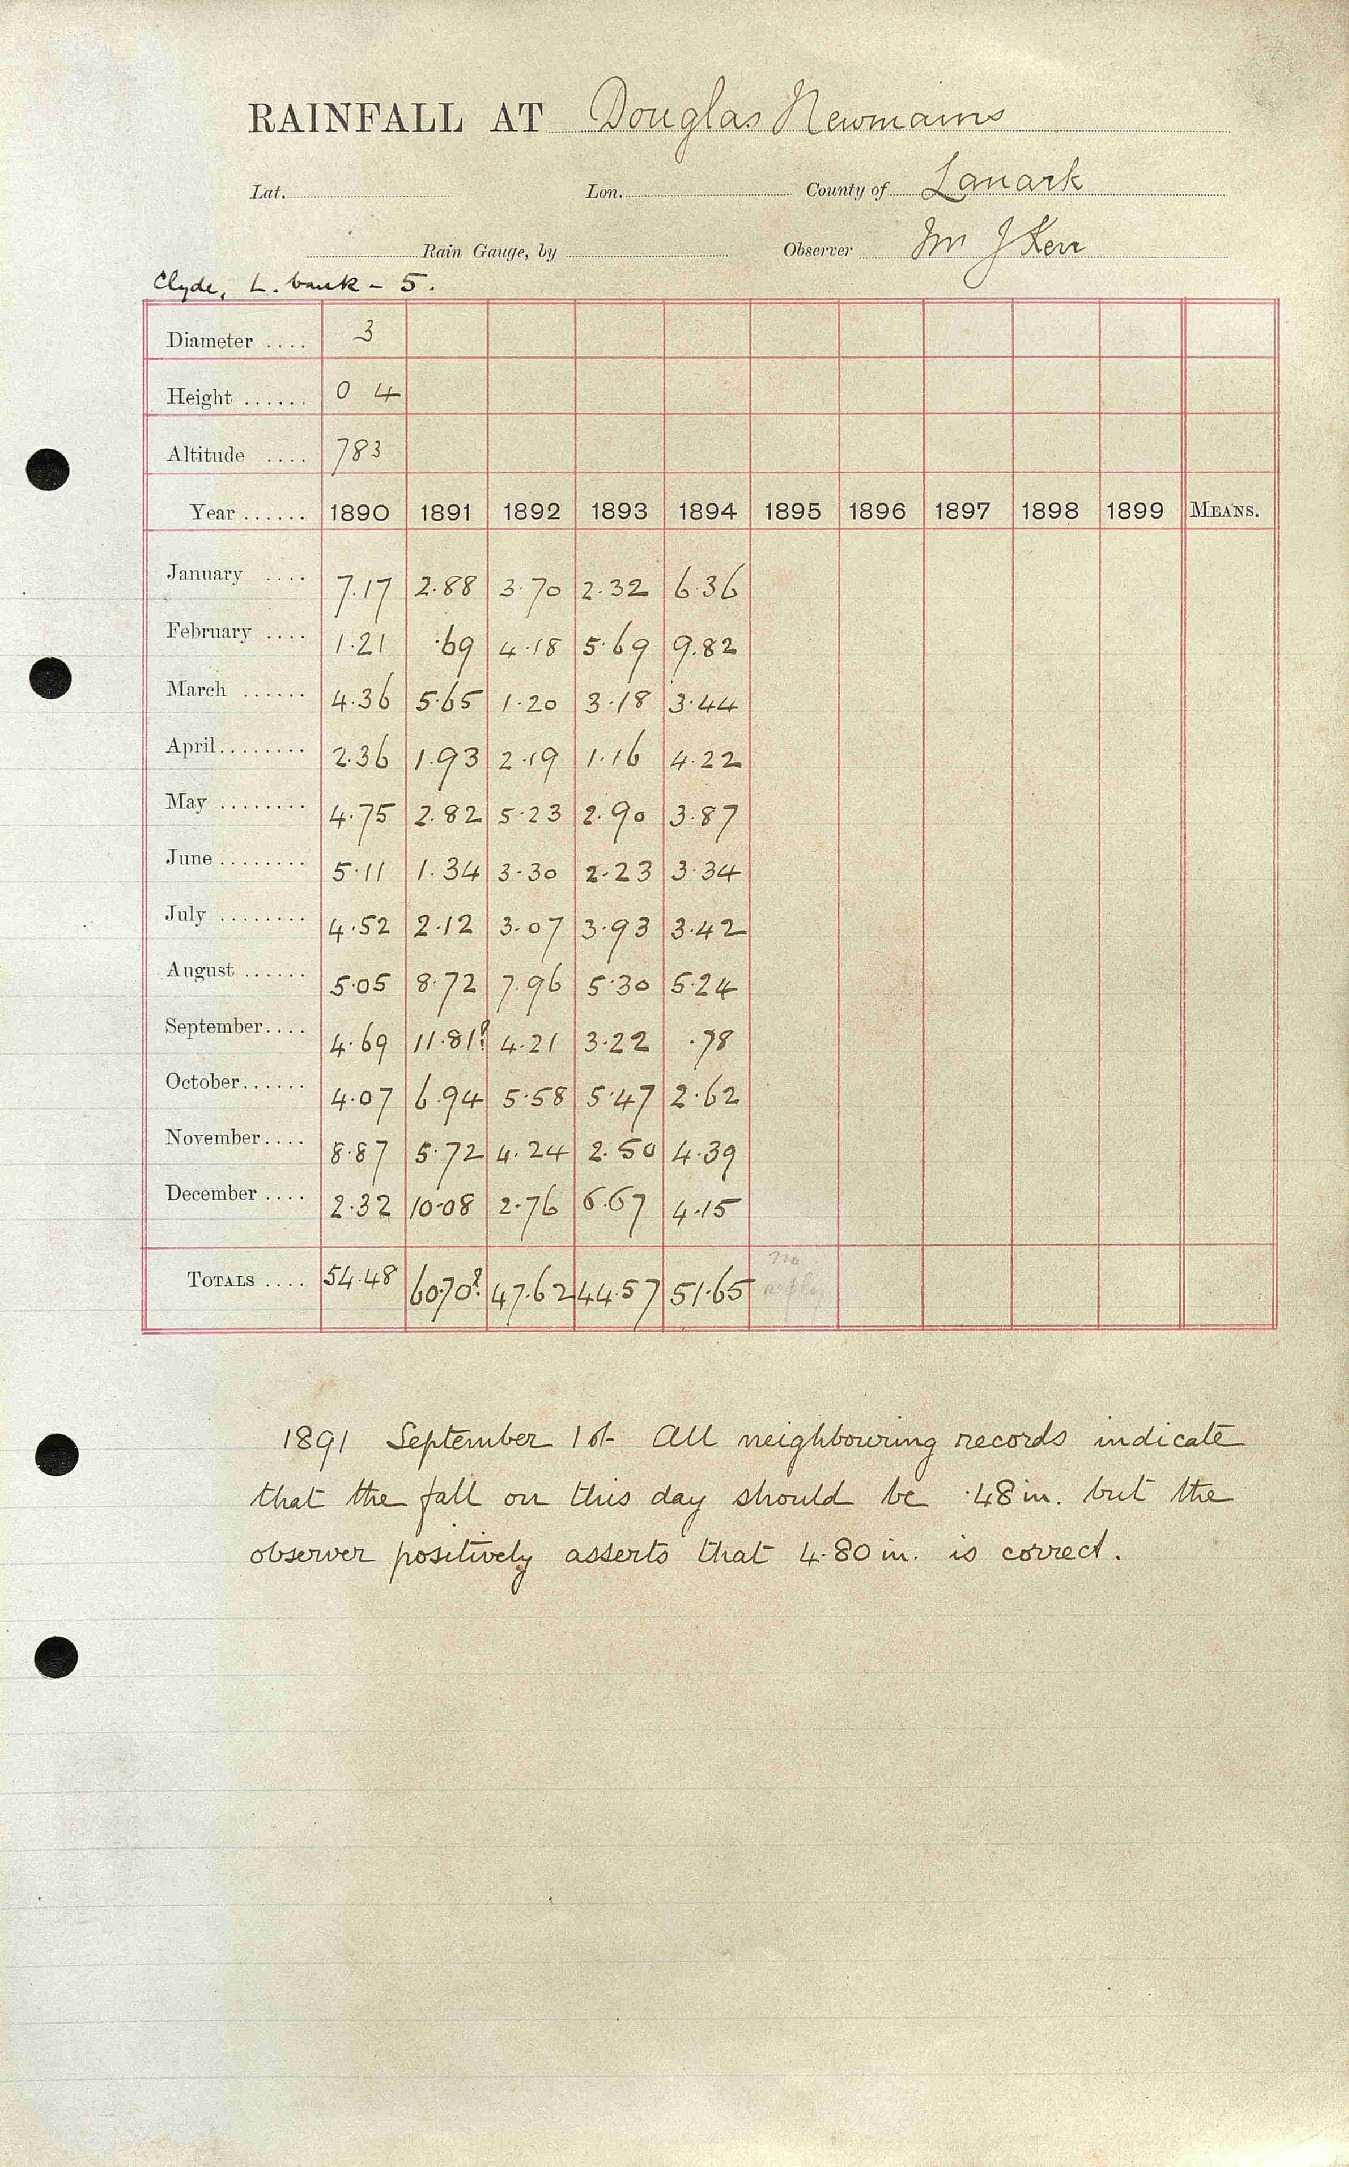 RAINFALL AT Douglas Newmains
Lat. Lon. County of Lanark
Rain Gauge, by Observer Mr J Kerr
Clyde, L. bank - 5.
Diameter .... 3
Height ...... 0 4
Altitude .... 783
Year ...... 1890 1891 1892 1893 1894 1895 1896 1897 1898 1899 MEANS.
January .... 7.17 2.88 3.70 2.32 6.36
February .... 1.21 .69 4.18 5.69 9.82
March ...... 4.36 5.65 1.20 3.18 3.44
April........ 2.36 1.93 2.19 1.16 4.22
May ........ 4.75 2.82 5.23 2.90 3.87
June ........ 5.11 1.34 3.30 2.23 3.34
July ........ 4.52 2.12 3.07 3.93 3.42
August ...... 5.05 8.72 7.96 5.30 5.24
September.... 4.69 11.81? 4.21 3.22 .78
October...... 4.07 6.94 5.58 5.47 2.62
November.... 8.87 5.72 4.24 2.50 4.39
December .... 2.32 10.08 2.76 6.67 4.15
TOTALS .... 54.48 60.70? 47.62 44.57 51.65 no reply
1891 September 1st All neighbouring records indicate
that the fall on this day should be .48 in. but the
observer positively asserts that 4.80 in. is correct.